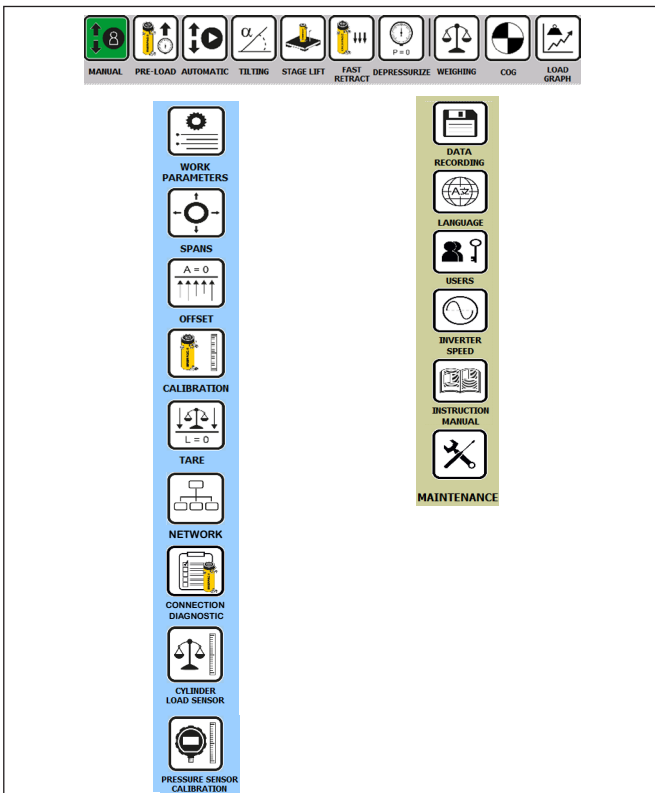 MANUAL PRE-LOAD AUTOMATIC TILTING STAGE LIFT FAST RETRACT DEPRESSURIZE WEIGHING COG LOAD GRAPH
α
P = 0
WORK
PARAMETERS
SPANS
A = 0
OFFSET
CALIBRATION
L = 0
TARE
NETWORK
CONNECTION
DIAGNOSTIC
CYLINDER
LOAD SENSOR
PRESSURE SENSOR
CALIBRATION
DATA
RECORDING
A文
LANGUAGE
USERS
INVERTER
SPEED
INSTRUCTION
MANUAL
MAINTENANCE